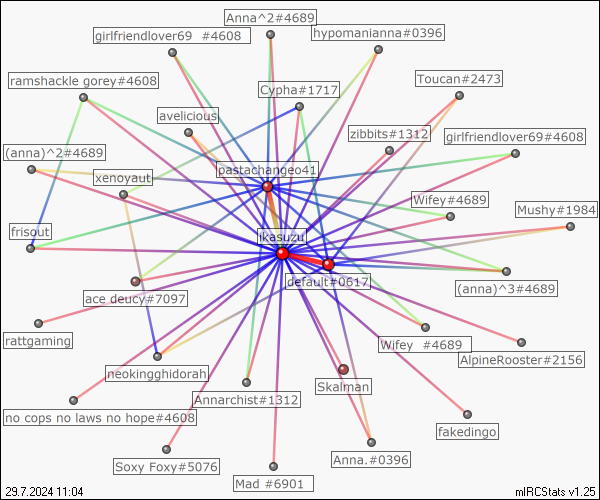 Anna^2#4689
girlfriendlover69 #4608
hypomanianna#0396
ramshackle gorey#4608
Cypha#1717
Toucan#2473
avelicious
zibbits#1312
girlfriendlover69#4608
(anna)^2#4689
pastachangeo41
xenoyaut
Wifey#4689
Mushy#1984
frisout
ikasuzu
default#0617
(anna)^3#4689
ace deucy#7097
rattgaming
Wifey #4689
AlpineRooster#2156
neokingghidorah
Skalman
Annarchist#1312
no cops no laws no hope#4608
fakedingo
Anna.#0396
Soxy Foxy#5076
Mad #6901
29.7.2024 11:04
mIRCStats v1.25